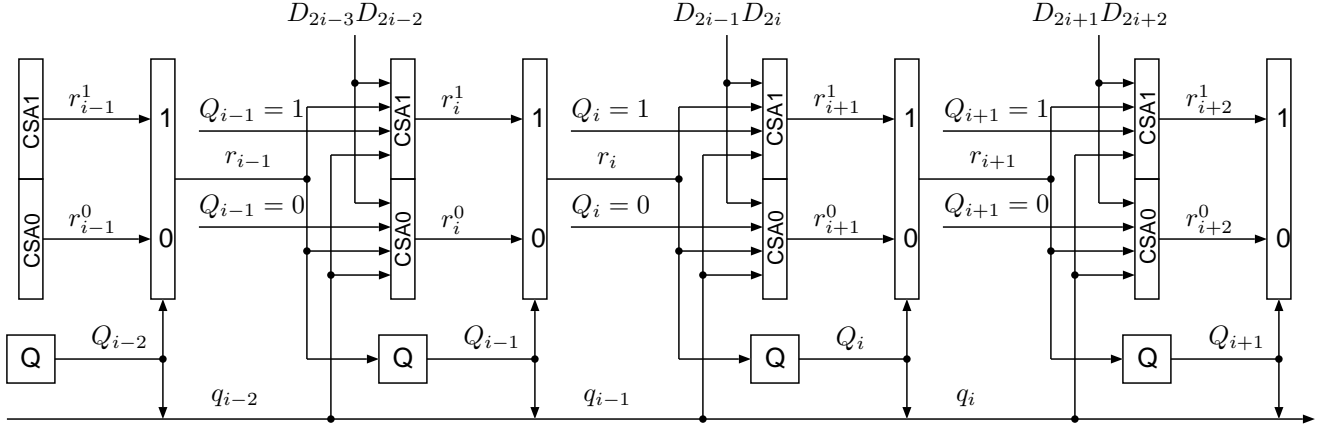 D_{2i−3}D_{2i−2} D_{2i−1}D_{2i} D_{2i+1}D_{2i+2}
CSA1 r^1_{i−1} 1 Q_{i−1} = 1 CSA1 r^1_i 1 Q_i = 1 CSA1 r^1_{i+1} 1 Q_{i+1} = 1 CSA1 r^1_{i+2} 1
r_{i−1} r_i r_{i+1}
CSA0 r^0_{i−1} 0 Q_{i−1} = 0 CSA0 r^0_i 0 Q_i = 0 CSA0 r^0_{i+1} 0 Q_{i+1} = 0 CSA0 r^0_{i+2} 0
Q Q_{i−2} Q Q_{i−1} Q Q_i Q Q_{i+1}
q_{i−2} q_{i−1} q_i